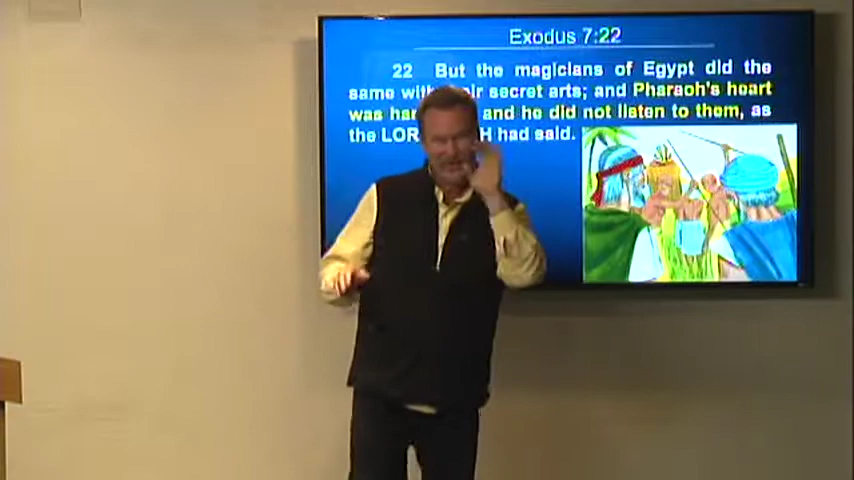 Exodus 7:22
22 But the magicians of Egypt did the
same secret arts; and Pharaoh's heart
was and he did not listen to them, as
the had said.